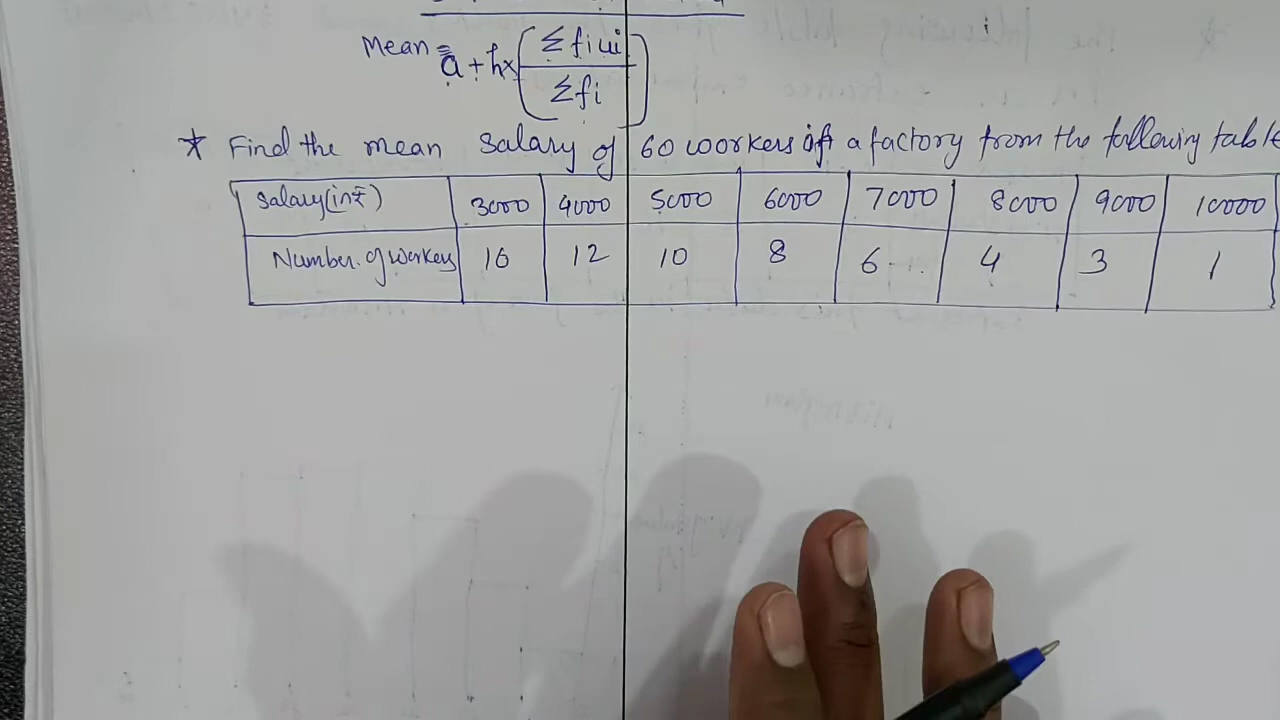 Mean = a + h× ( Σfiui / Σfi )
* Find the mean salary of 60 workers of a factory from the following table
Salary(in₹) 3000 4000 5000 6000 7000 8000 9000 10000
Number. of workers 16 12 10 8 6 4 3 1